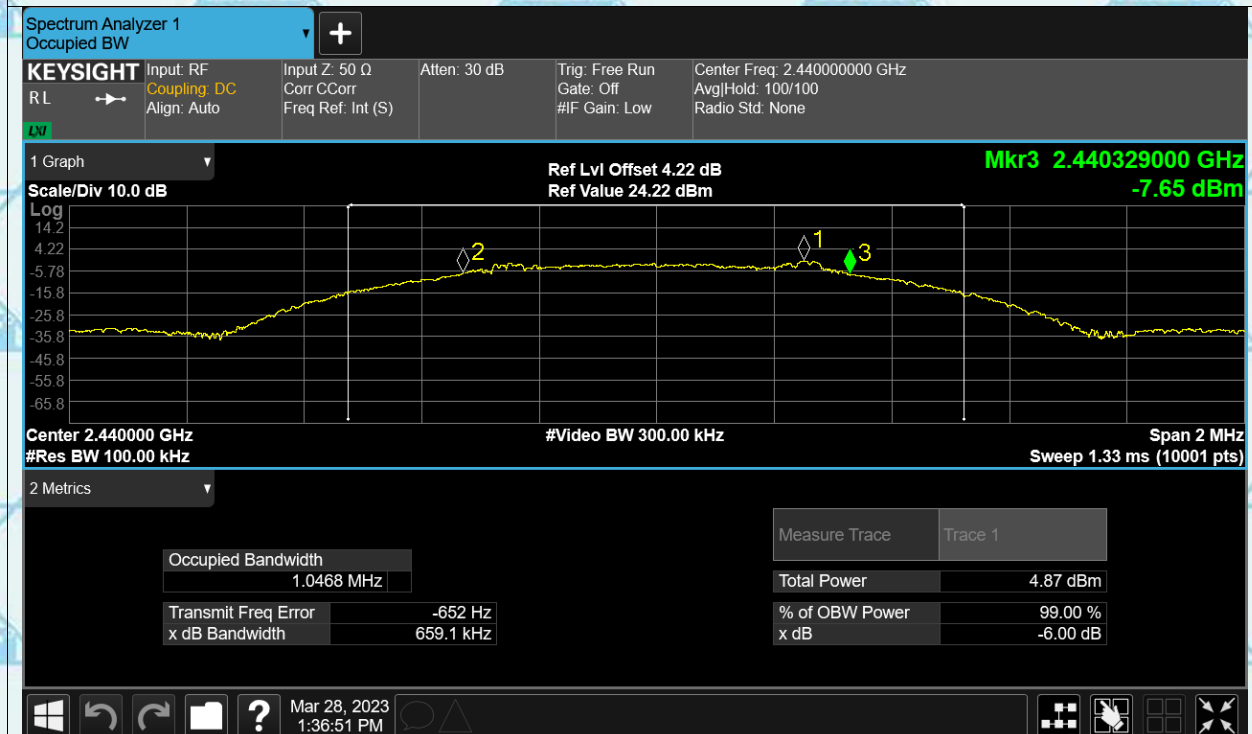 Spectrum Analyzer 1
Occupied BW
+
KEYSIGHT
R L
LXI
Input: RF
Coupling: DC
Align: Auto
Input Z: 50 Ω
Corr CCorr
Freq Ref: Int (S)
Atten: 30 dB
Trig: Free Run
Gate: Off
#IF Gain: Low
Center Freq: 2.440000000 GHz
Avg|Hold: 100/100
Radio Std: None
1 Graph
Scale/Div 10.0 dB
Ref Lvl Offset 4.22 dB
Ref Value 24.22 dBm
Mkr3 2.440329000 GHz
-7.65 dBm
Log
14.2
4.22
-5.78
-15.8
-25.8
-35.8
-45.8
-55.8
-65.8
2
1
3
Center 2.440000 GHz
#Video BW 300.00 kHz
Span 2 MHz
#Res BW 100.00 kHz
Sweep 1.33 ms (10001 pts)
2 Metrics
Occupied Bandwidth
1.0468 MHz
Transmit Freq Error -652 Hz
x dB Bandwidth 659.1 kHz
Measure Trace Trace 1
Total Power 4.87 dBm
% of OBW Power 99.00 %
x dB -6.00 dB
?
Mar 28, 2023
1:36:51 PM